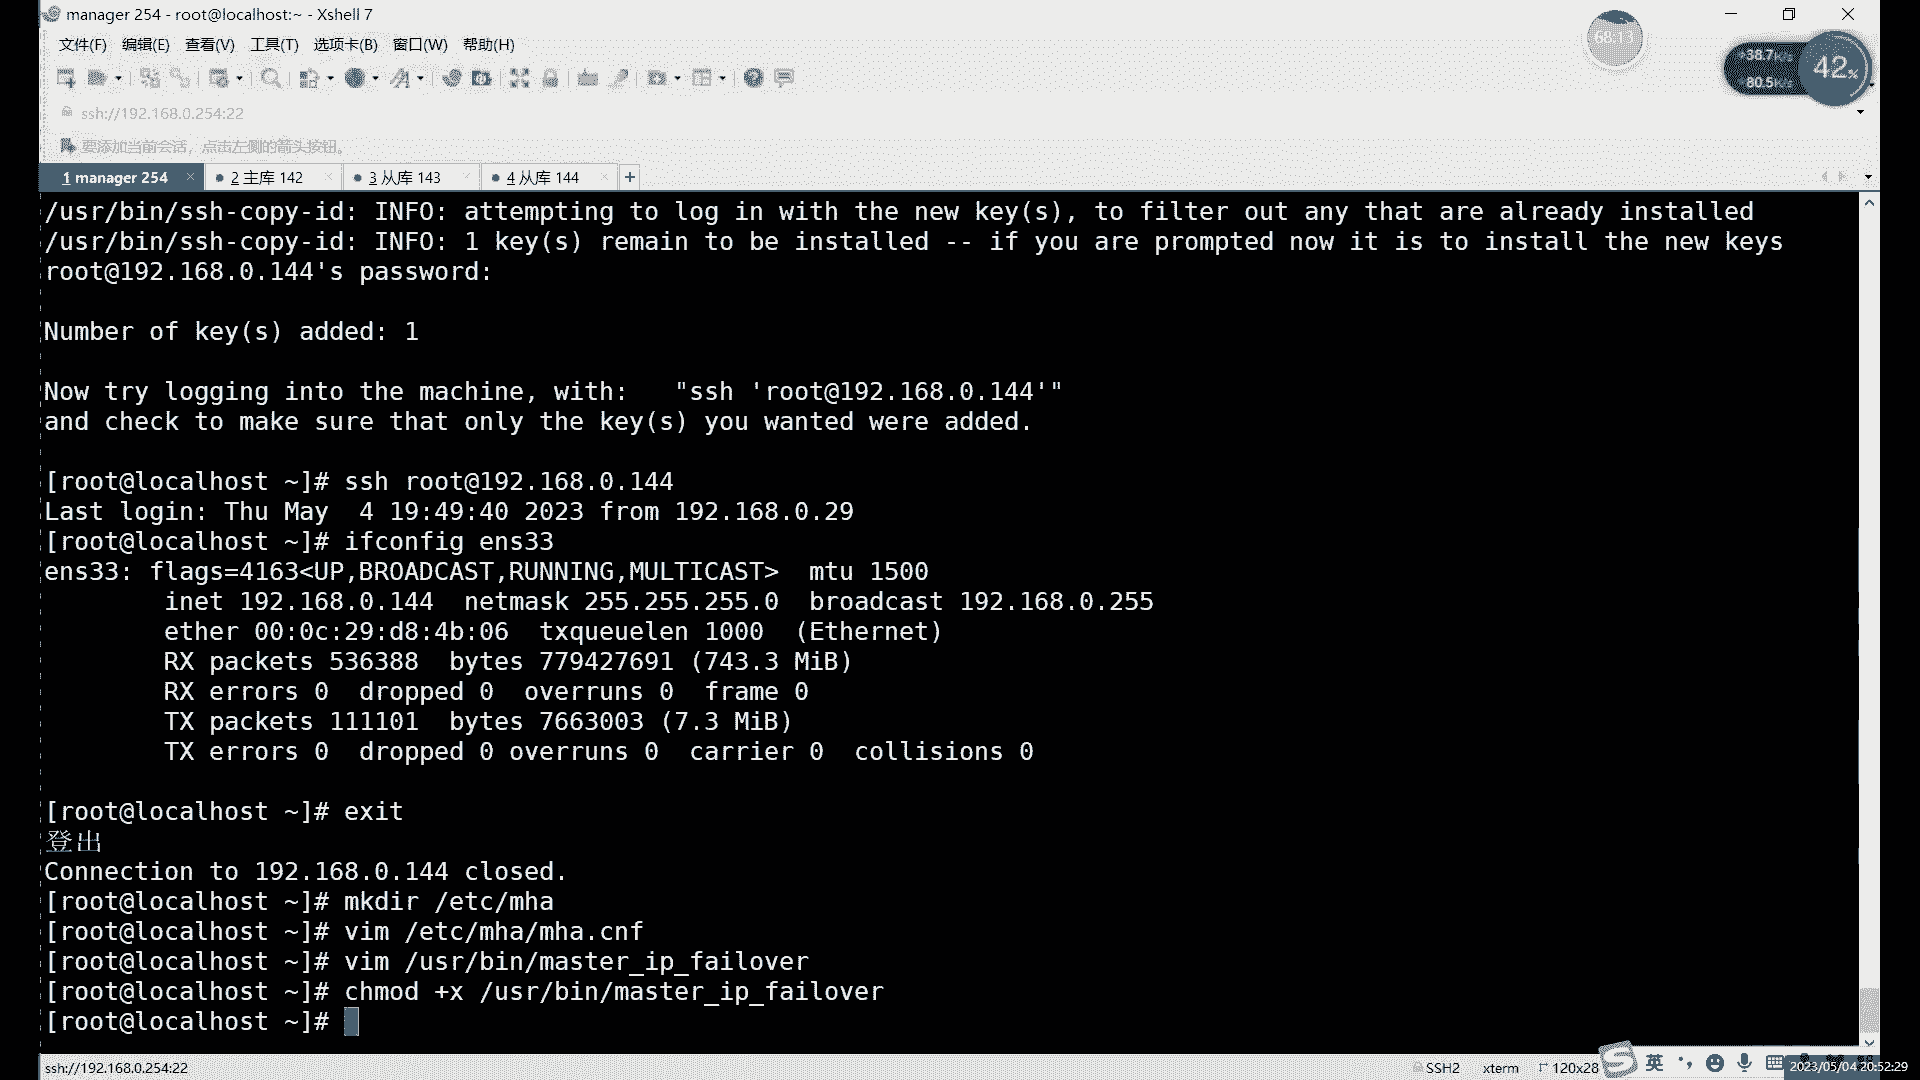 manager 254 - root@localhost:~ - Xshell 7
文件(F) 编辑(E) 查看(V) 工具(T) 选项卡(B) 窗口(W) 帮助(H)
68:13
38.7K/s
80.5K/s
42%
ssh://192.168.0.254:22
要添加当前会话，点击左侧的箭头按钮。
1 manager 254 2 主库 142 3 从库 143 4 从库 144
/usr/bin/ssh-copy-id: INFO: attempting to log in with the new key(s), to filter out any that are already installed
/usr/bin/ssh-copy-id: INFO: 1 key(s) remain to be installed -- if you are prompted now it is to install the new keys
root@192.168.0.144's password:
Number of key(s) added: 1
Now try logging into the machine, with:   "ssh 'root@192.168.0.144'"
and check to make sure that only the key(s) you wanted were added.
[root@localhost ~]# ssh root@192.168.0.144
Last login: Thu May  4 19:49:40 2023 from 192.168.0.29
[root@localhost ~]# ifconfig ens33
ens33: flags=4163<UP,BROADCAST,RUNNING,MULTICAST>  mtu 1500
        inet 192.168.0.144  netmask 255.255.255.0  broadcast 192.168.0.255
        ether 00:0c:29:d8:4b:06  txqueuelen 1000  (Ethernet)
        RX packets 536388  bytes 779427691 (743.3 MiB)
        RX errors 0  dropped 0  overruns 0  frame 0
        TX packets 111101  bytes 7663003 (7.3 MiB)
        TX errors 0  dropped 0 overruns 0  carrier 0  collisions 0
[root@localhost ~]# exit
登出
Connection to 192.168.0.144 closed.
[root@localhost ~]# mkdir /etc/mha
[root@localhost ~]# vim /etc/mha/mha.cnf
[root@localhost ~]# vim /usr/bin/master_ip_failover
[root@localhost ~]# chmod +x /usr/bin/master_ip_failover
[root@localhost ~]#
ssh://192.168.0.254:22 SSH2 xterm 120x28 英 2023/05/04 20:52:29